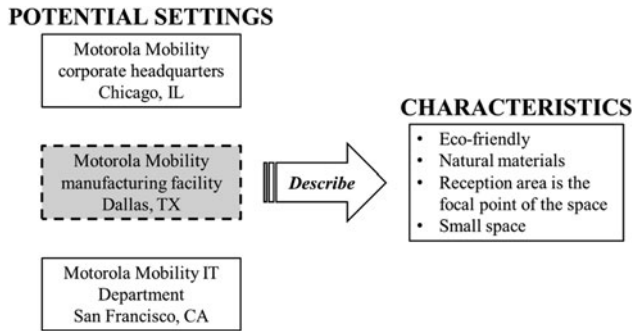 POTENTIAL SETTINGS
Motorola Mobility
corporate headquarters
Chicago, IL
Motorola Mobility
manufacturing facility
Dallas, TX
Motorola Mobility IT
Department
San Francisco, CA
Describe
CHARACTERISTICS
• Eco-friendly
• Natural materials
• Reception area is the
focal point of the space
• Small space